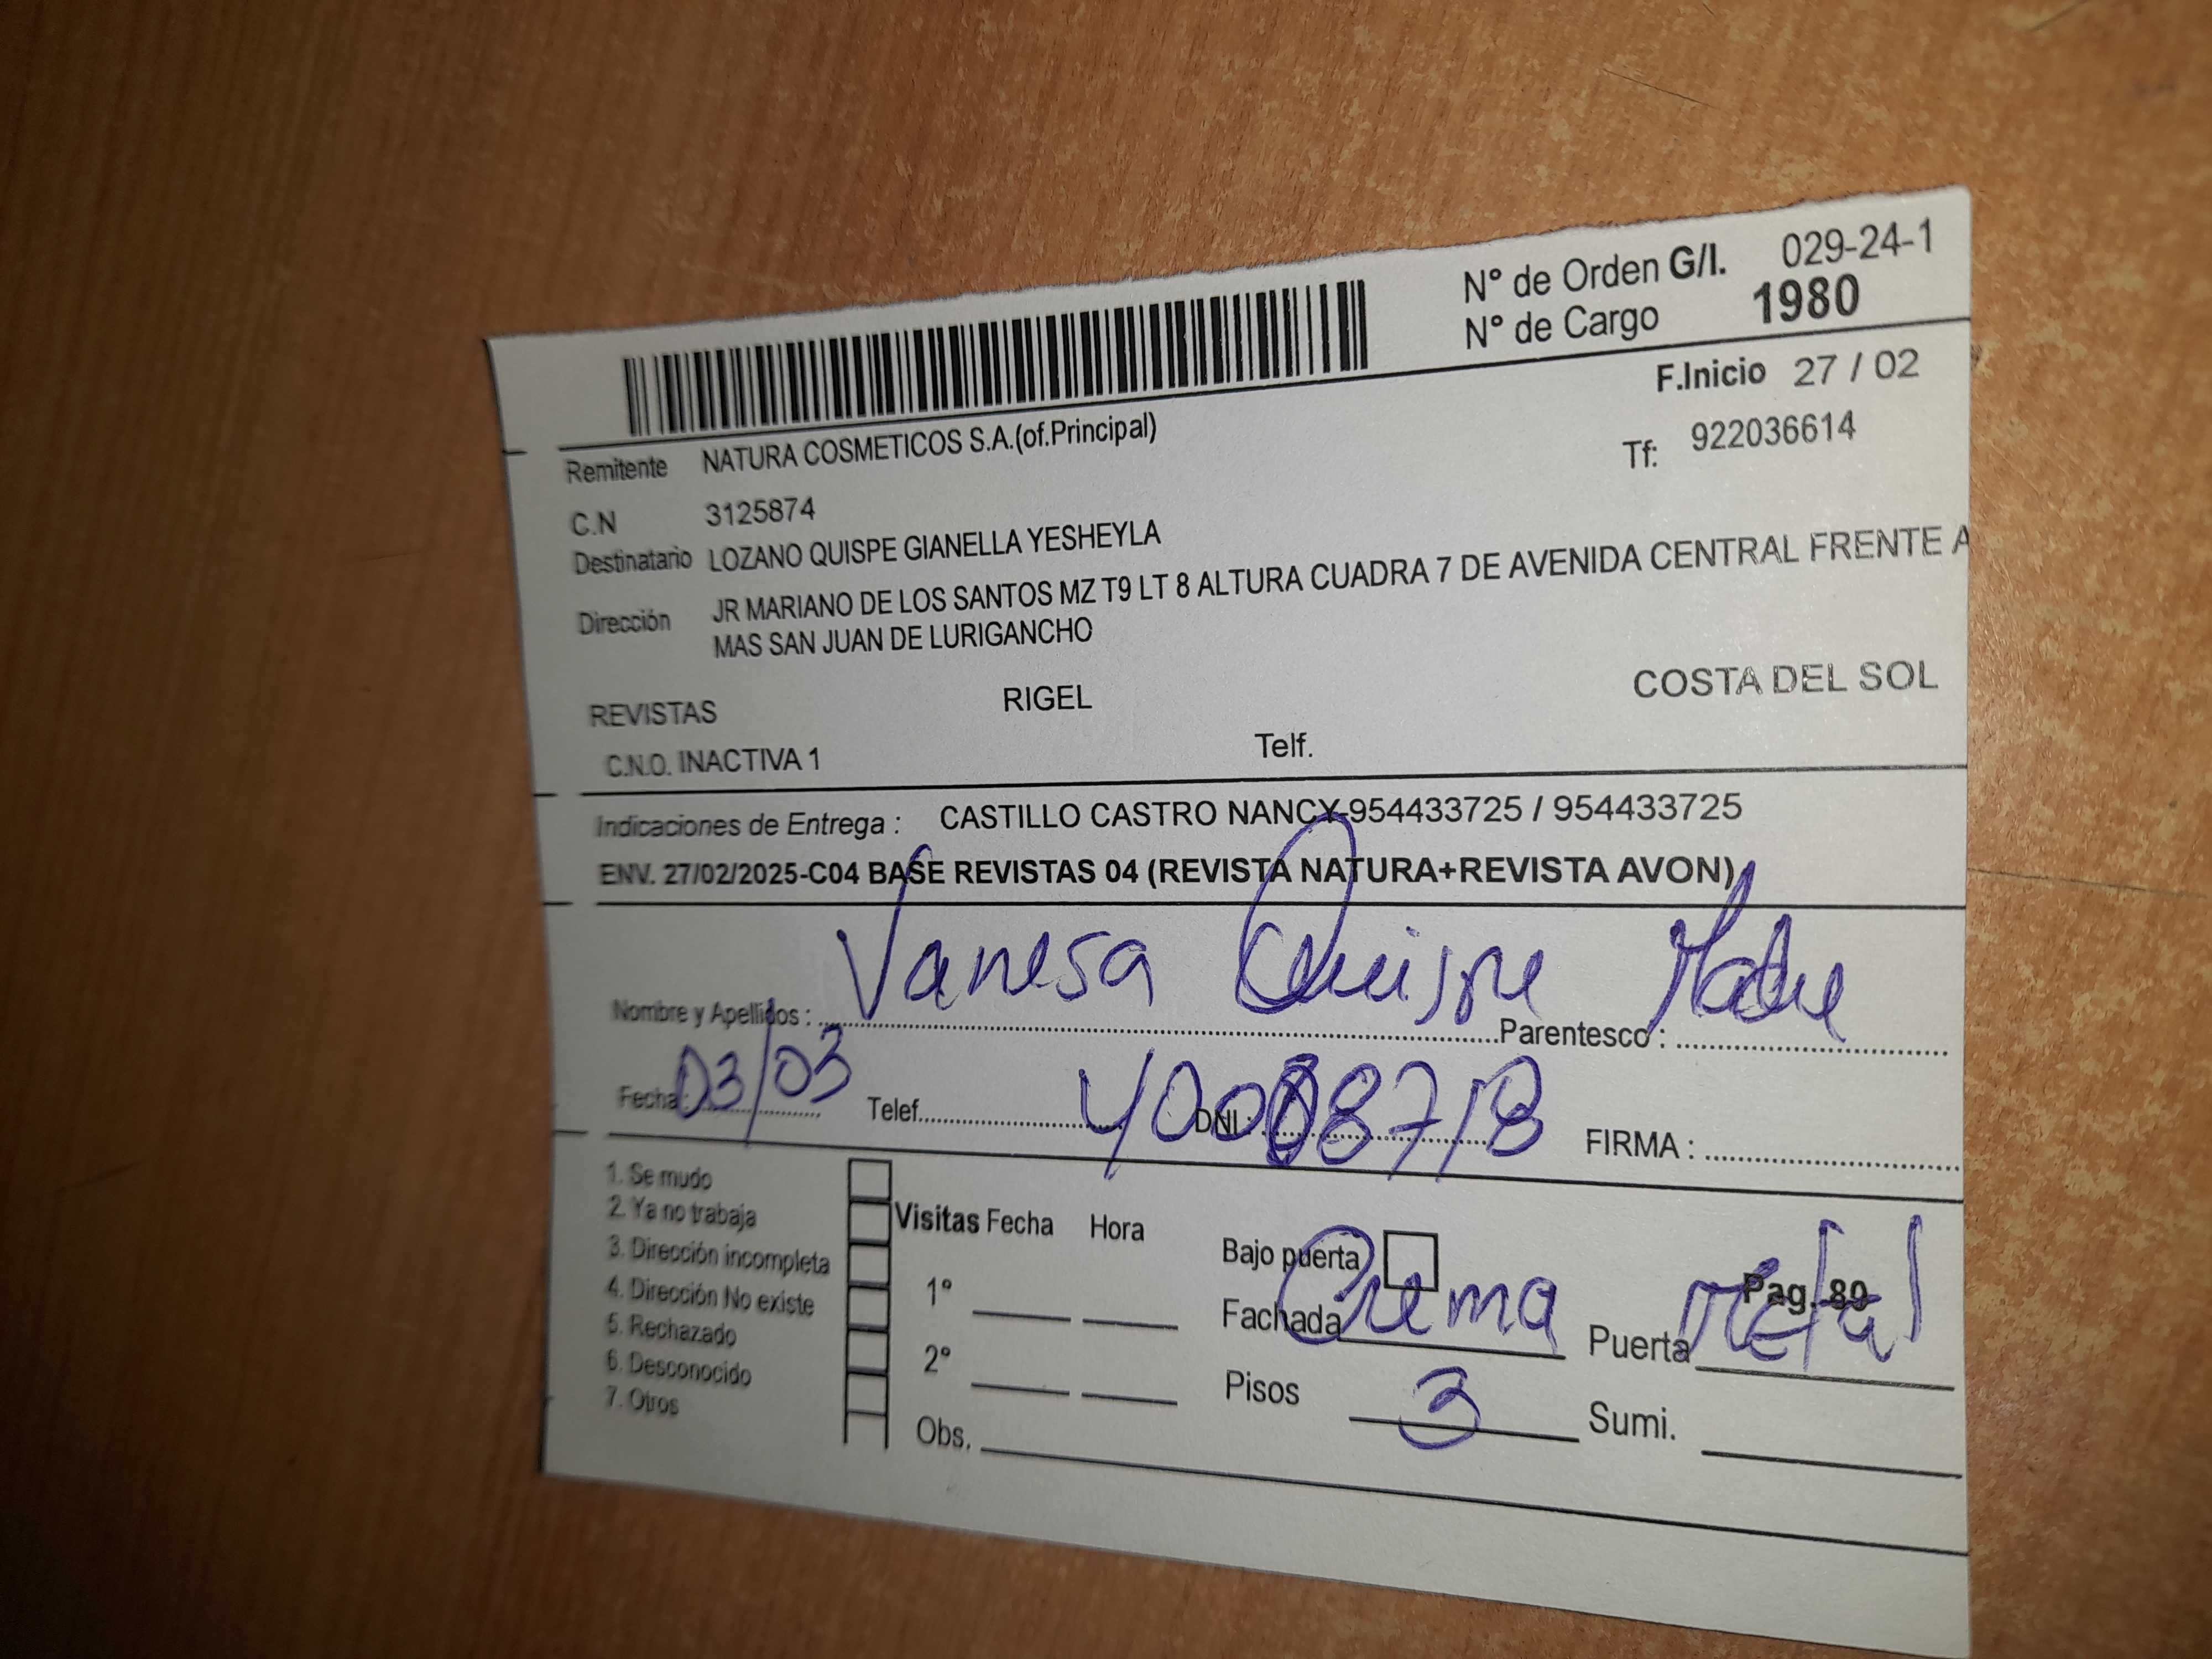 N° de Orden G/I. 029-24-1
N° de Cargo 1980
F.Inicio 27 / 02
Remitente NATURA COSMETICOS S.A.(of.Principal)
Tf: 922036614
C.N 3125874
Destinatario LOZANO QUISPE GIANELLA YESHEYLA
Dirección JR MARIANO DE LOS SANTOS MZ T9 LT 8 ALTURA CUADRA 7 DE AVENIDA CENTRAL FRENTE A
MAS SAN JUAN DE LURIGANCHO
REVISTAS RIGEL COSTA DEL SOL
C.N.O. INACTIVA 1 Telf.
Indicaciones de Entrega : CASTILLO CASTRO NANCY-954433725 / 954433725
ENV. 27/02/2025-C04 BASE REVISTAS 04 (REVISTA NATURA+REVISTA AVON)
Nombre y Apellidos : Vanesa Quispe Parentesco : Madre
Fecha : 03/03 Telef. DNI : FIRMA :
1. Se mudo
2. Ya no trabaja
3. Dirección incompleta
4. Dirección No existe
5. Rechazado
6. Desconocido
7. Otros
Visitas Fecha Hora
1°
2°
Obs.
Bajo puerta
Pag. 80
Fachada Crema Puerta Metal
Pisos 3 Sumi.